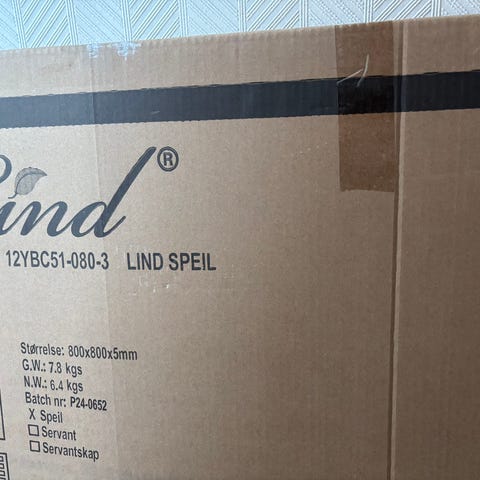 Lind®
12YBC51-080-3 LIND SPEIL
Størrelse: 800x800x5mm
G.W.: 7.8 kgs
N.W.: 6.4 kgs
Batch nr: P24-0652
X Speil
Servant
Servantskap